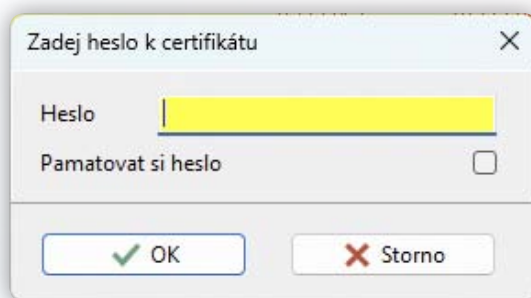 Zadej heslo k certifikátu
Heslo
Pamatovat si heslo
OK
Storno